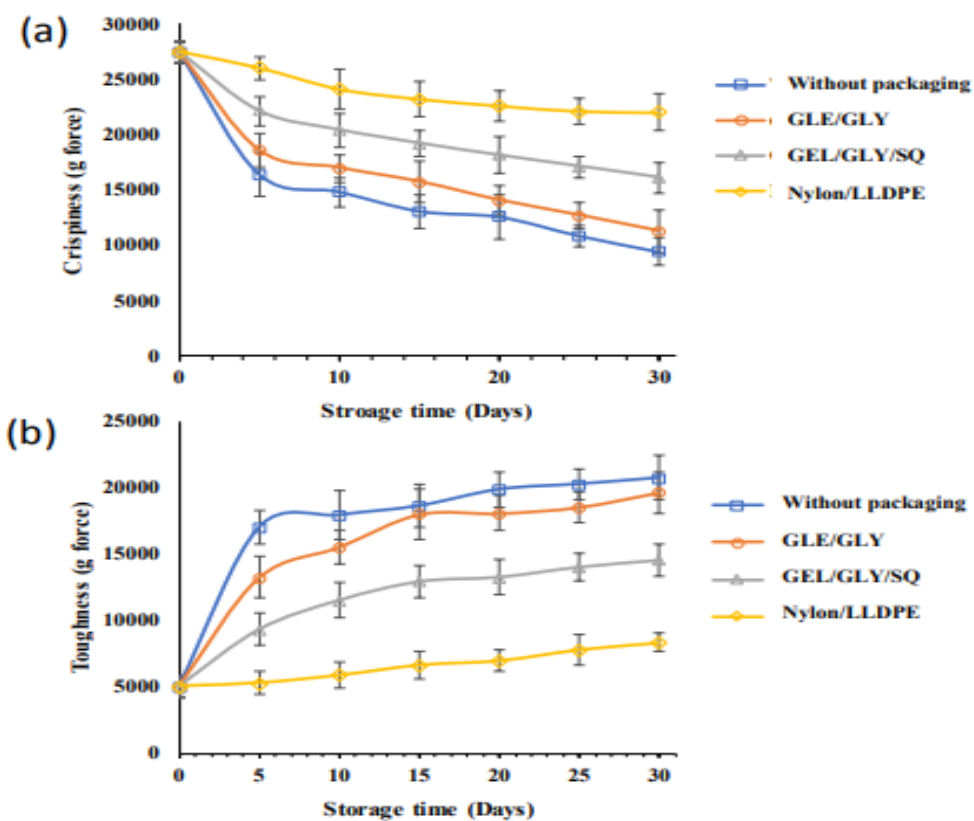 (a)
30000
25000
20000
15000
10000
5000
0
Crispiness (g force)
0
10
20
30
Stroage time (Days)
Without packaging
GLE/GLY
GEL/GLY/SQ
Nylon/LLDPE
(b)
25000
20000
15000
10000
5000
0
Toughness (g force)
0 5 10 15 20 25 30
Storage time (Days)
Without packaging
GLE/GLY
GEL/GLY/SQ
Nylon/LLDPE